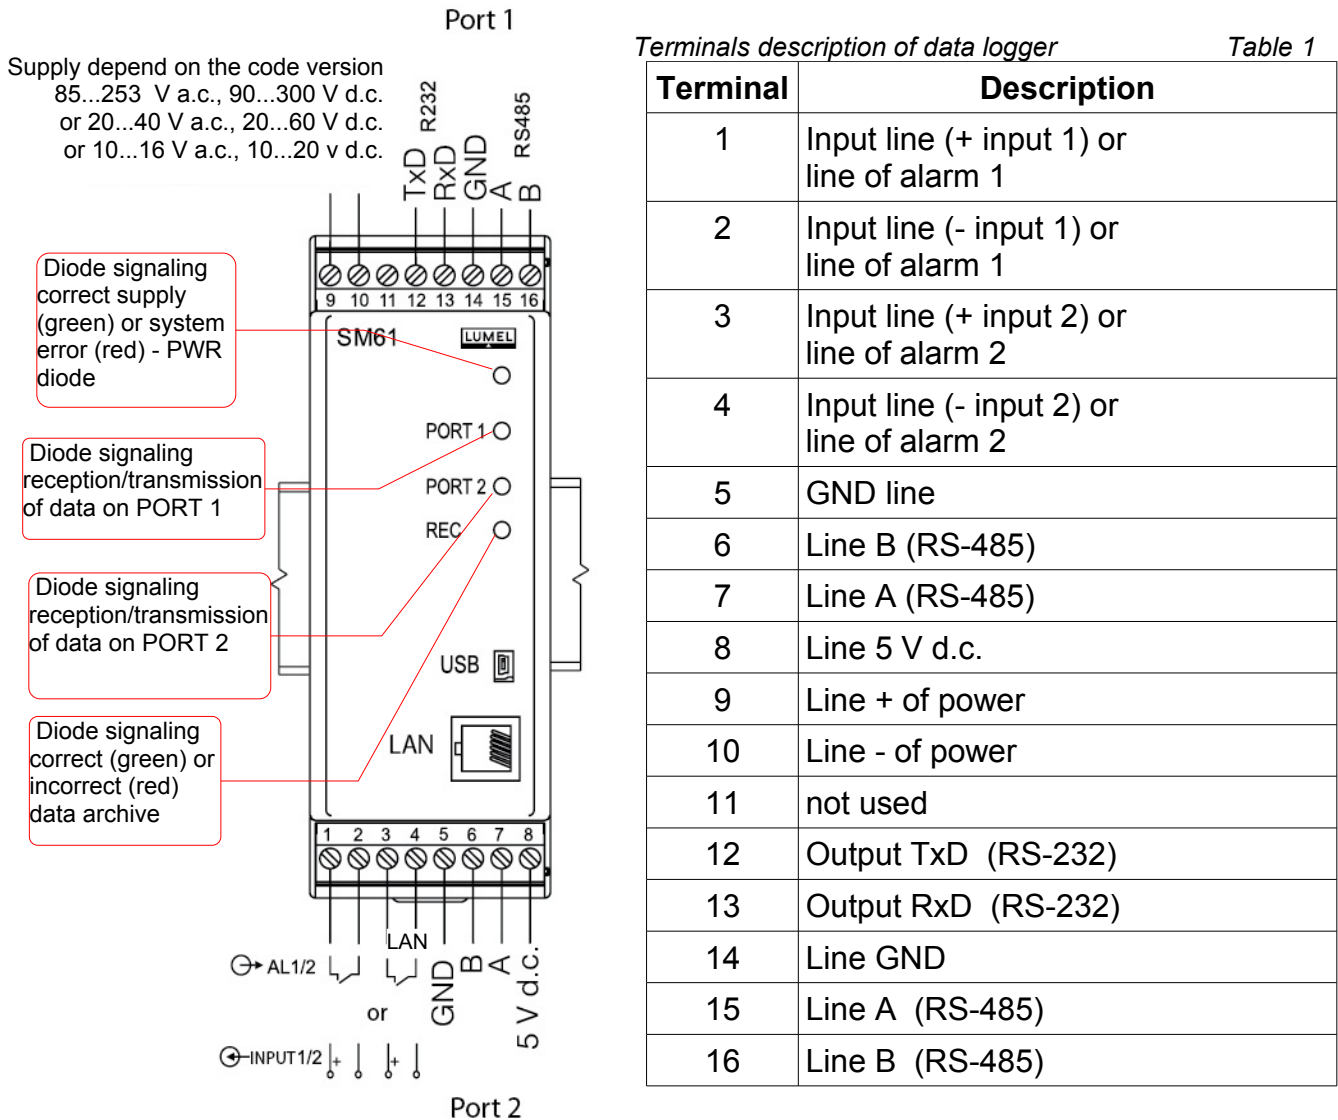 Port 1
Supply depend on the code version
85...253  V a.c., 90...300 V d.c.
or 20...40 V a.c., 20...60 V d.c.
or 10...16 V a.c., 10...20 v d.c.
R232
RS485
TxD
RxD
GND
A
B
9 10 11 12 13 14 15 16
SM61
LUMEL
Diode signaling
correct supply
(green) or system
error (red) - PWR
diode
PORT 1
Diode signaling
reception/transmission
of data on PORT 1
PORT 2
REC
Diode signaling
reception/transmission
of data on PORT 2
USB
LAN
Diode signaling
correct (green) or
incorrect (red)
data archive
1 2 3 4 5 6 7 8
LAN
AL1/2
GND
B
A
5 V d.c.
or
INPUT1/2
+
+
Port 2
Terminals description of data logger Table 1
Terminal Description
1 Input line (+ input 1) or
line of alarm 1
2 Input line (- input 1) or
line of alarm 1
3 Input line (+ input 2) or
line of alarm 2
4 Input line (- input 2) or
line of alarm 2
5 GND line
6 Line B (RS-485)
7 Line A (RS-485)
8 Line 5 V d.c.
9 Line + of power
10 Line - of power
11 not used
12 Output TxD  (RS-232)
13 Output RxD  (RS-232)
14 Line GND
15 Line A  (RS-485)
16 Line B  (RS-485)